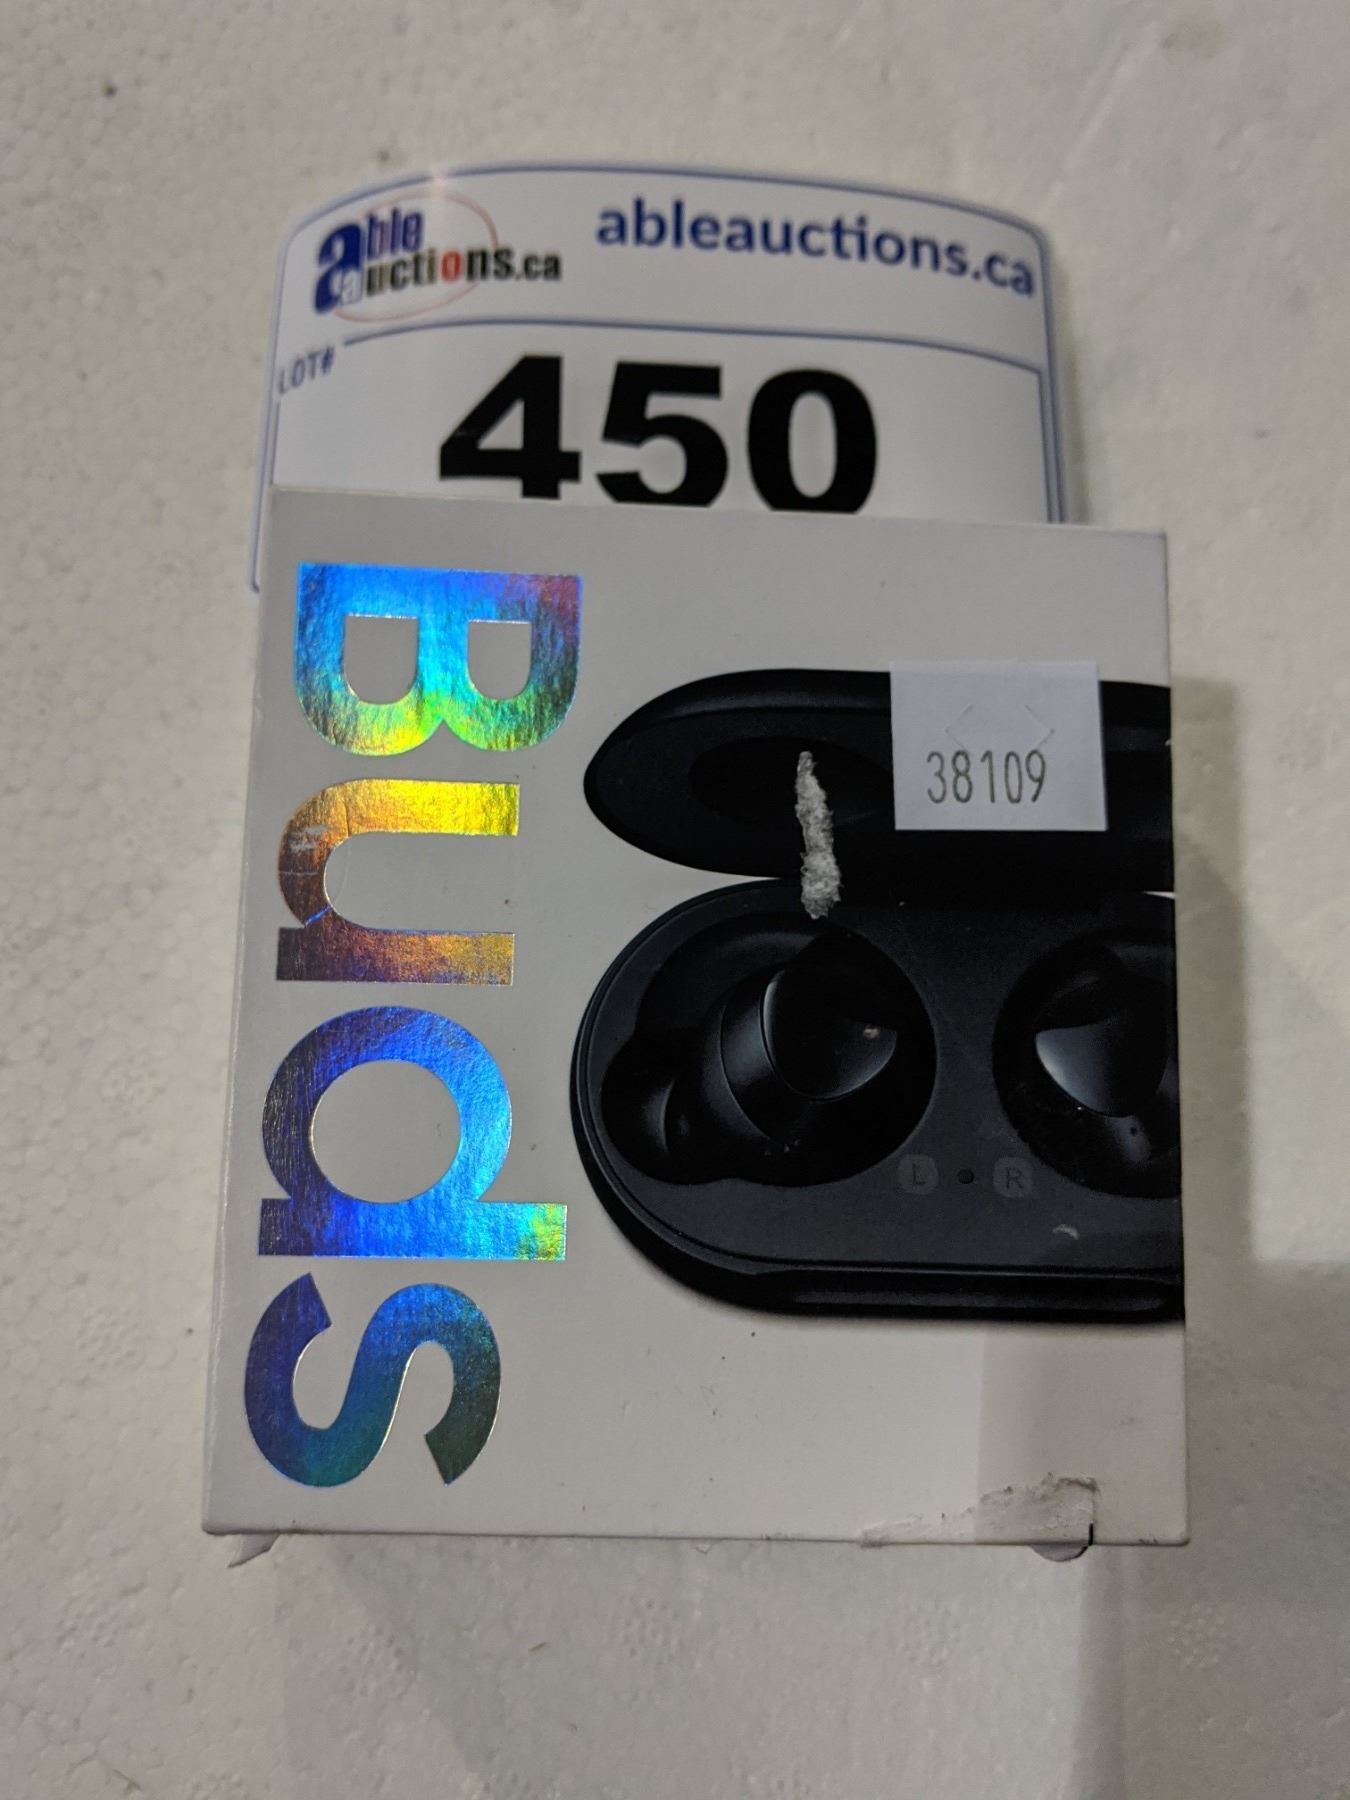 able
auctions.ca
ableauctions.ca
LOT#
450
Buds
38109
L R